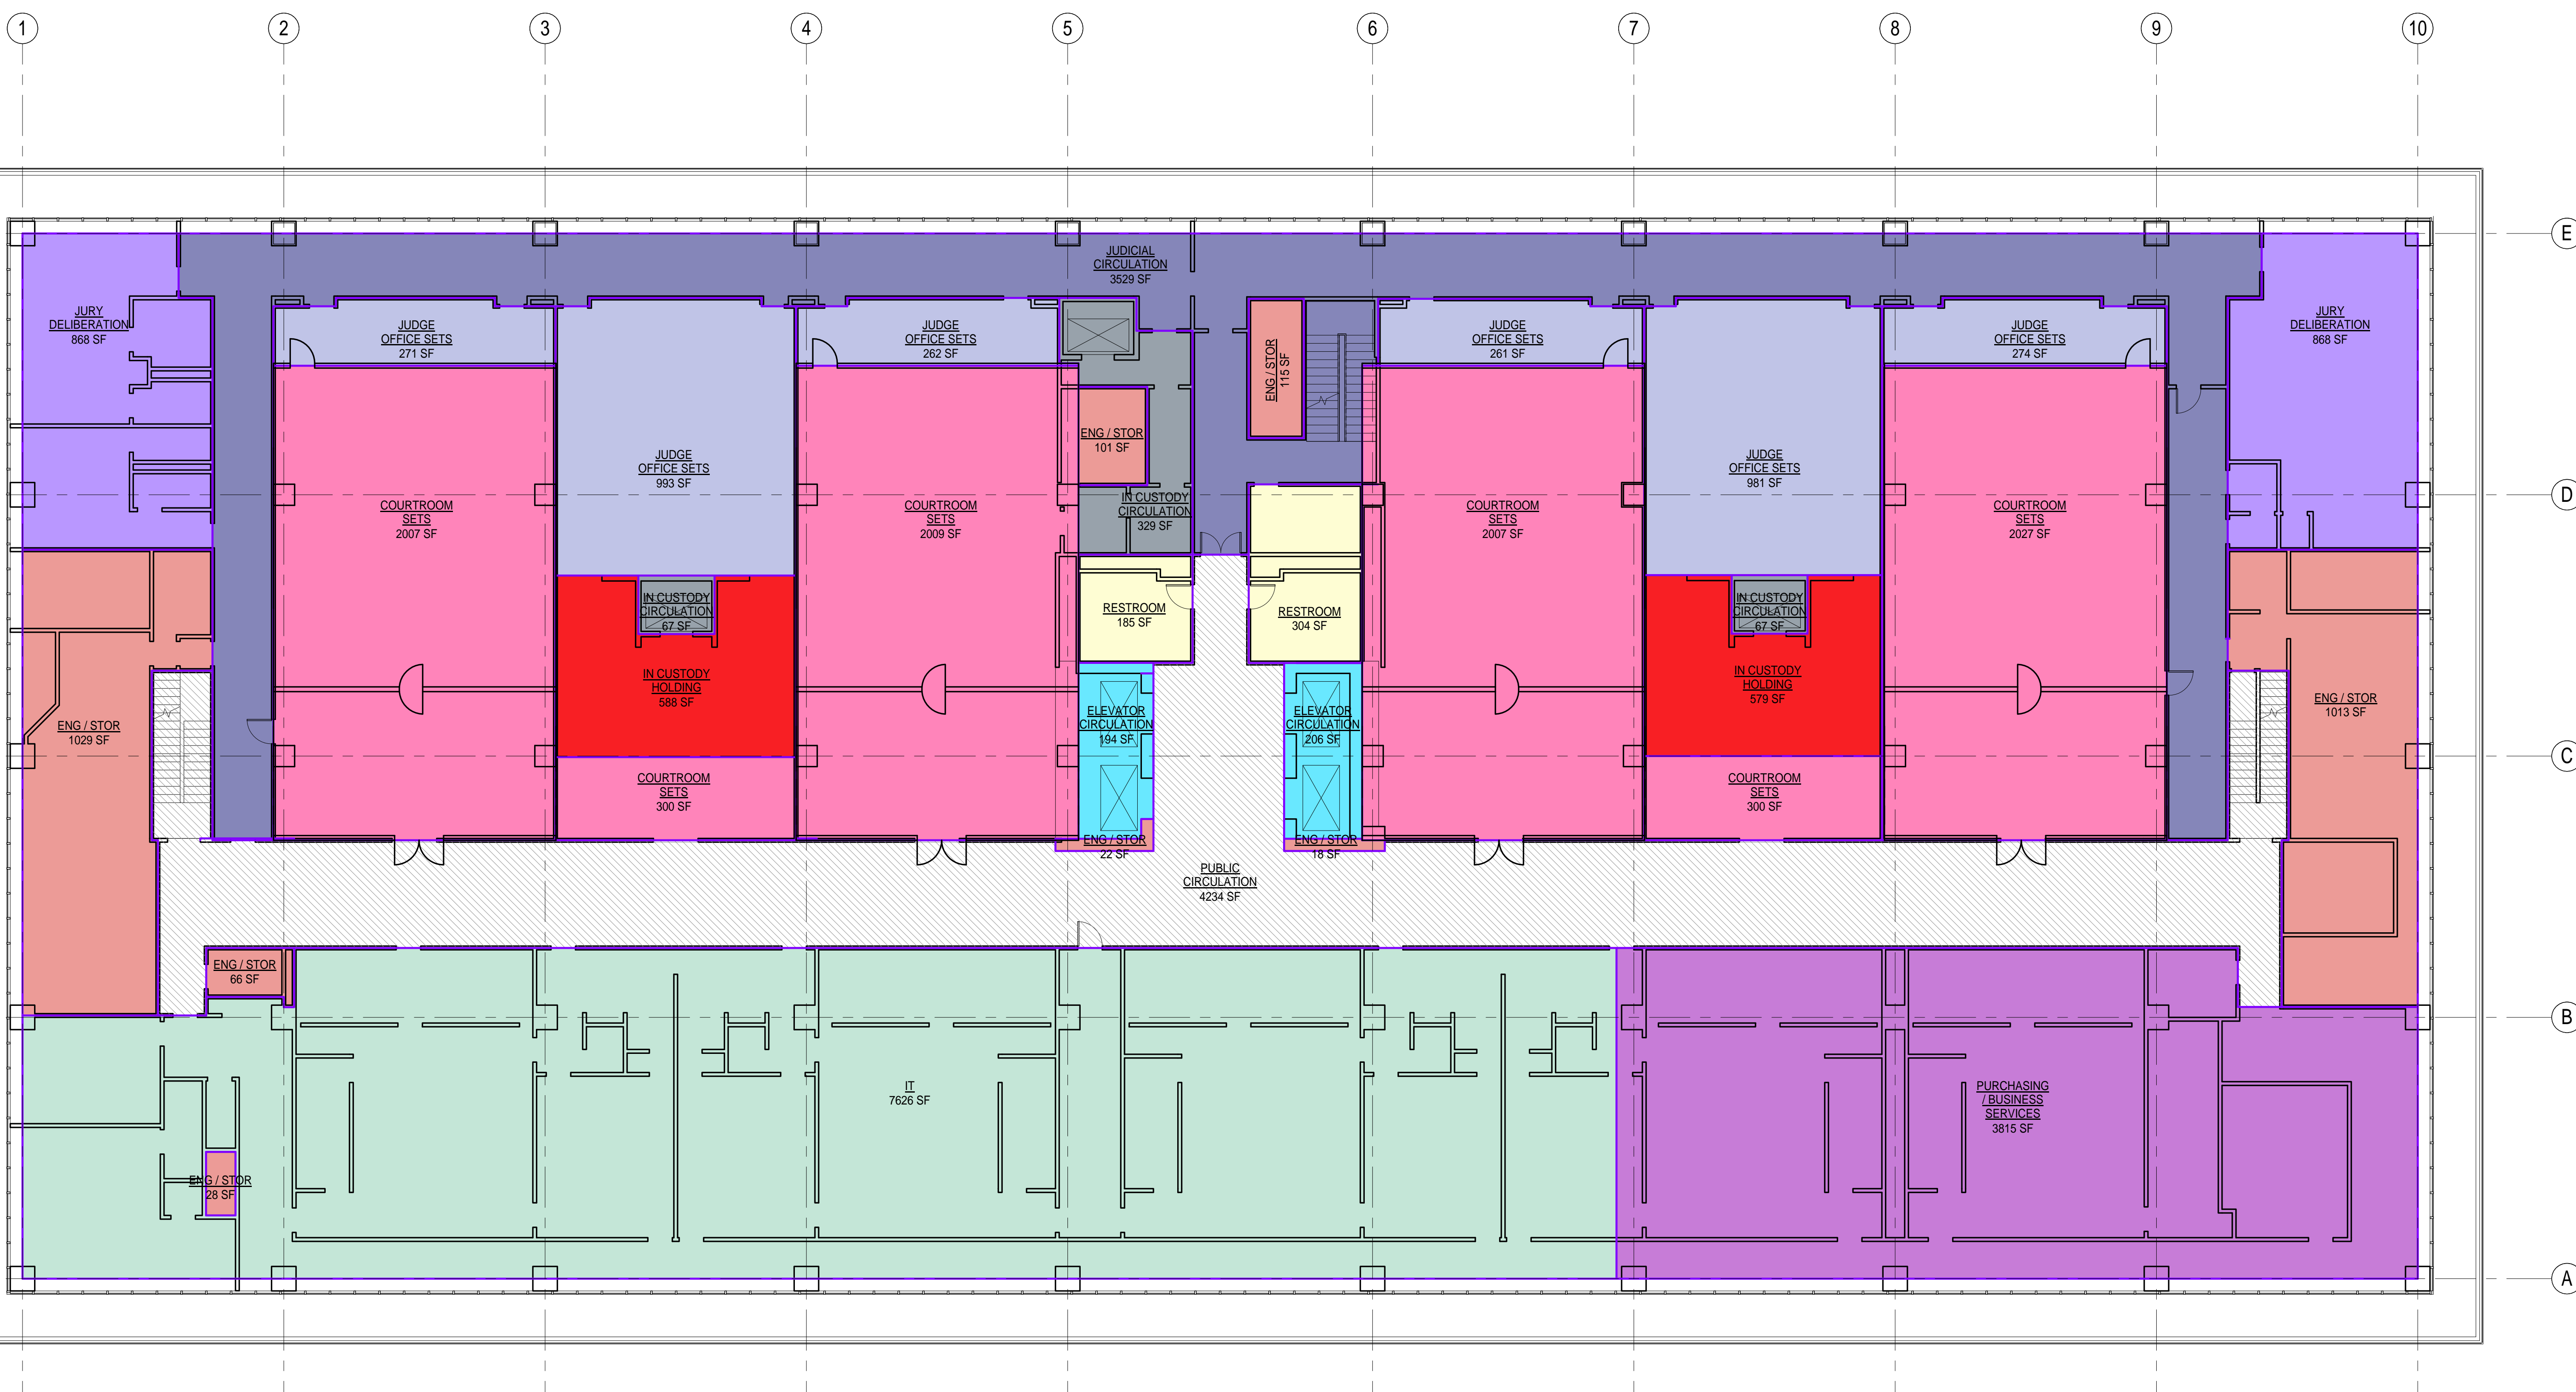 1
2
3
4
5
6
7
8
9
10
E
JUDICIAL
CIRCULATION
3529 SF
JURY
DELIBERATION
868 SF
JUDGE
OFFICE SETS
271 SF
JUDGE
OFFICE SETS
262 SF
ENG / STOR
115 SF
JUDGE
OFFICE SETS
261 SF
JUDGE
OFFICE SETS
274 SF
JURY
DELIBERATION
868 SF
ENG / STOR
101 SF
JUDGE
OFFICE SETS
993 SF
JUDGE
OFFICE SETS
981 SF
D
COURTROOM
SETS
2007 SF
COURTROOM
SETS
2009 SF
IN CUSTODY
CIRCULATION
329 SF
COURTROOM
SETS
2007 SF
COURTROOM
SETS
2027 SF
IN CUSTODY
CIRCULATION
67 SF
RESTROOM
185 SF
RESTROOM
304 SF
IN CUSTODY
CIRCULATION
67 SF
IN CUSTODY
HOLDING
588 SF
IN CUSTODY
HOLDING
579 SF
ENG / STOR
1029 SF
ELEVATOR
CIRCULATION
194 SF
ELEVATOR
CIRCULATION
206 SF
ENG / STOR
1013 SF
C
COURTROOM
SETS
300 SF
COURTROOM
SETS
300 SF
ENG / STOR
22 SF
ENG / STOR
18 SF
PUBLIC
CIRCULATION
4234 SF
ENG / STOR
66 SF
B
IT
7626 SF
PURCHASING
/ BUSINESS
SERVICES
3815 SF
ENG / STOR
28 SF
A